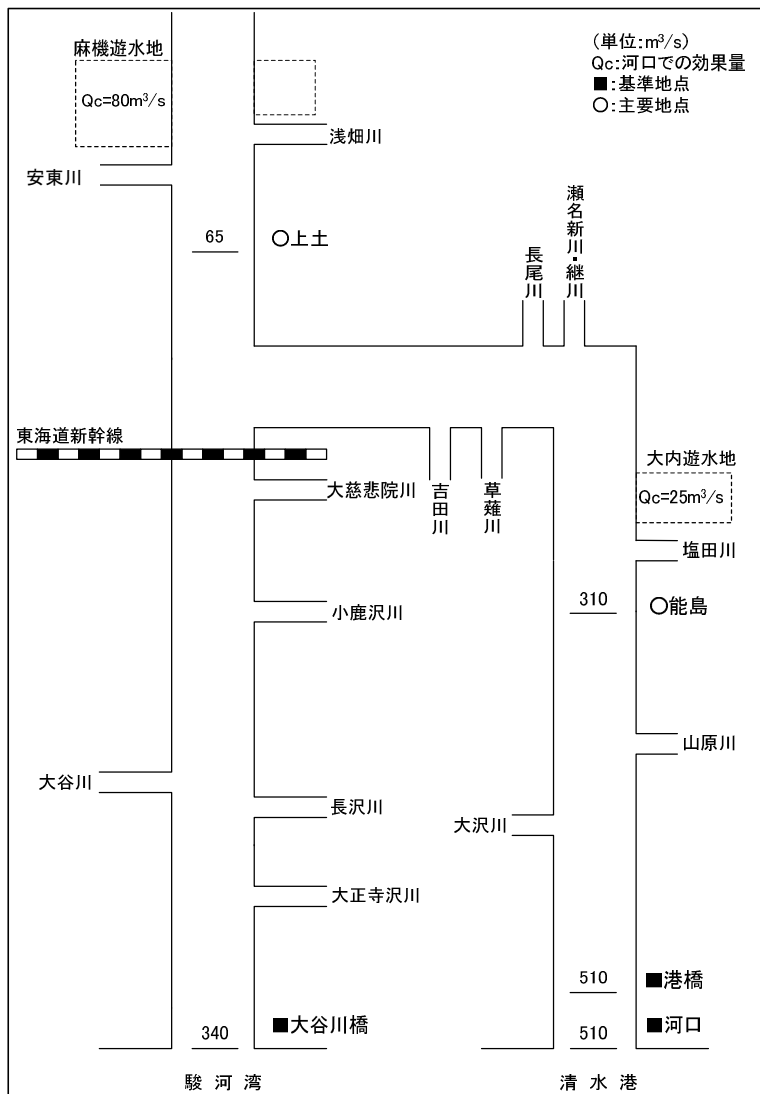 麻機遊水地
Qc=80m³/s
(単位:m³/s)
Qc:河口での効果量
■:基準地点
○:主要地点
浅畑川
安東川
65
○上土
長尾川
瀬名新川・継川
東海道新幹線
大慈悲院川
吉田川
草薙川
大内遊水地
Qc=25m³/s
塩田川
310
○能島
小鹿沢川
山原川
大谷川
長沢川
大沢川
大正寺沢川
510
■港橋
340
■大谷川橋
510
■河口
駿河湾
清水港